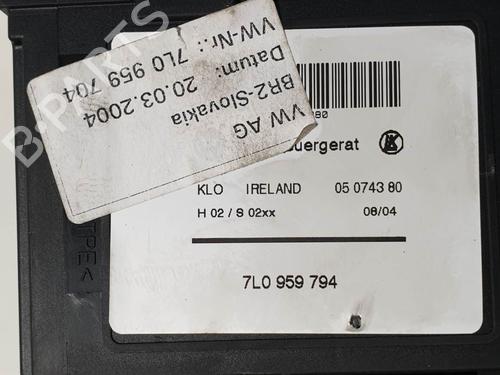 VW AG
BR2-Slovakia
Datum: 20.03.2004
VW-Nr.: 7L0 959 704
B-PARTS
uergerat
KLO IRELAND 05 0743 80
H 02 / S 02xx 08/04
7L0 959 794